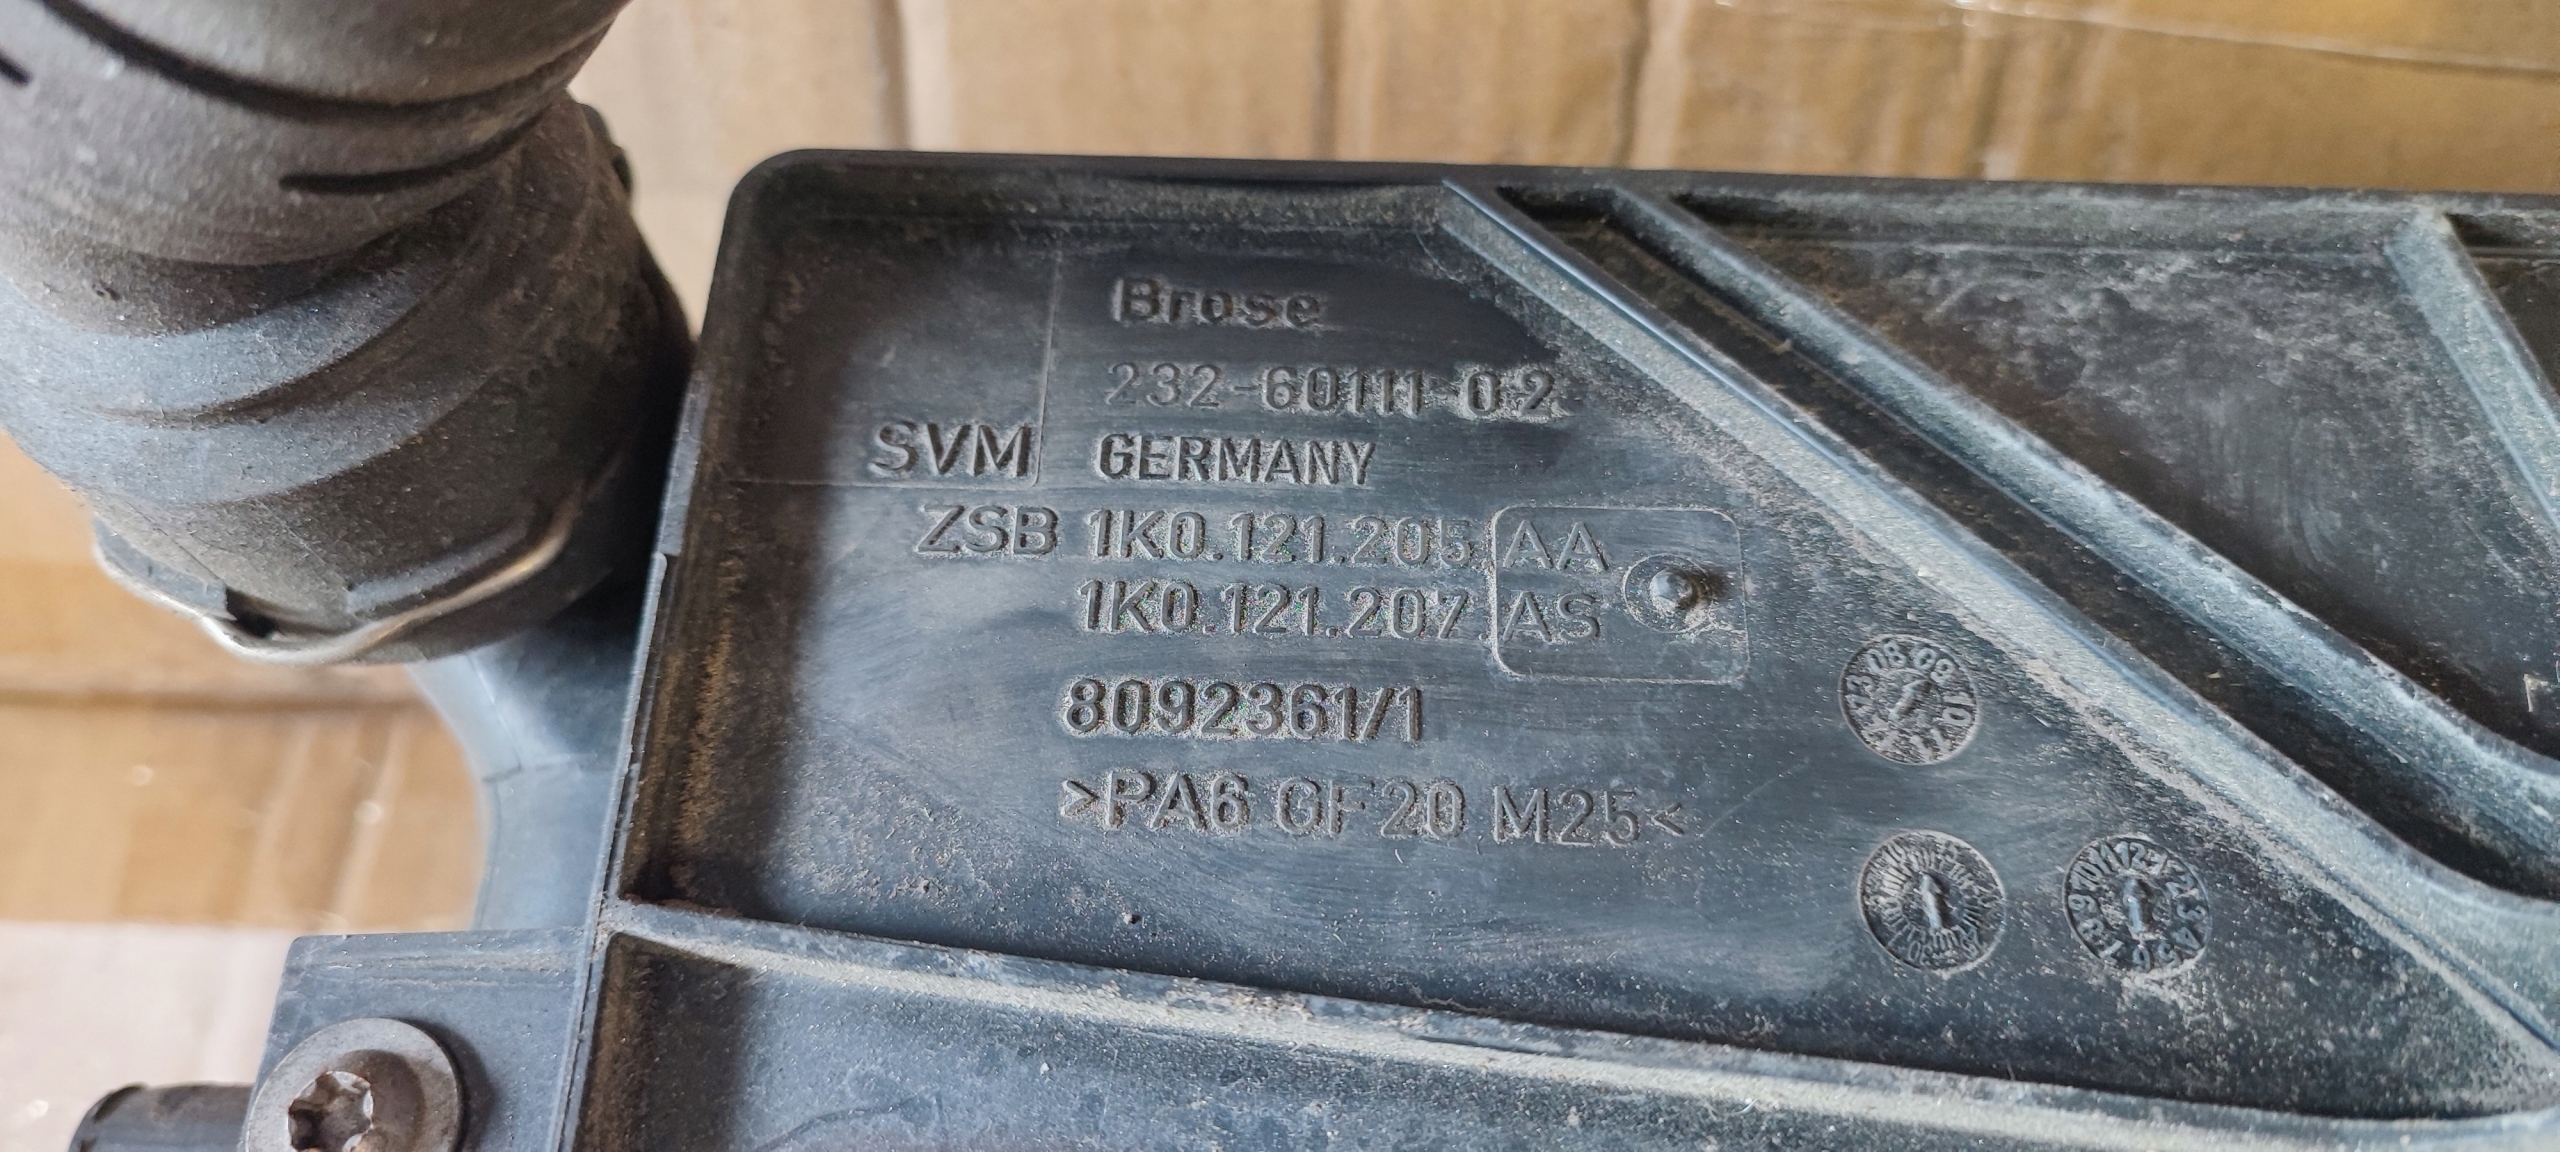 Brose
232-60111-02
SVM GERMANY
ZSB 1K0.121.205 AA
1K0.121.207 AS
8092361/1
>PA6 GF20 M25<